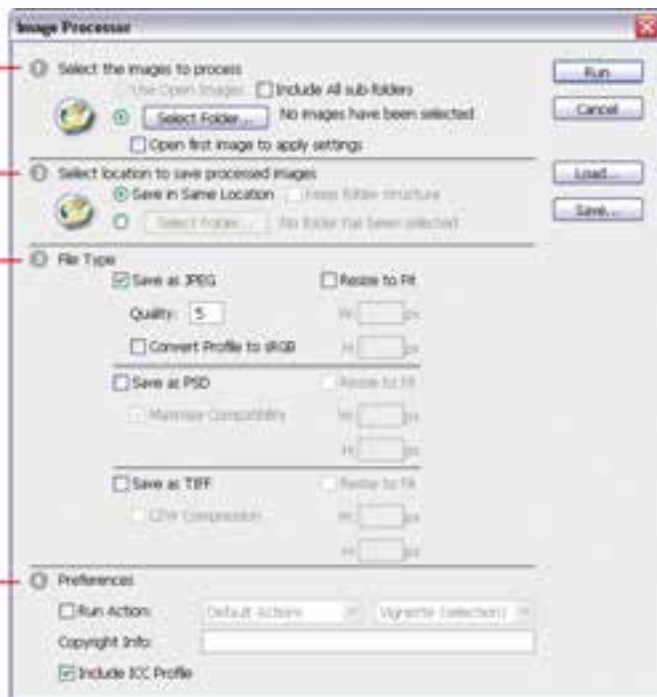 Image Processor
Select the images to process
Run
Use Open Images Include All sub-folders
Select Folder... No images have been selected
Cancel
Open first image to apply settings
Select location to save processed images
Load...
Save in Same Location Keep folder structure
Save...
Select Folder... No folder has been selected
File Type
Save as JPEG Resize to Fit
Quality: 5 W: px
Convert Profile to sRGB H: px
Save as PSD Resize to Fit
Maximize Compatibility W: px
H: px
Save as TIFF Resize to Fit
LZW Compression W: px
H: px
Preferences
Run Action: Default Actions Vignette (selection)
Copyright Info:
Include ICC Profile